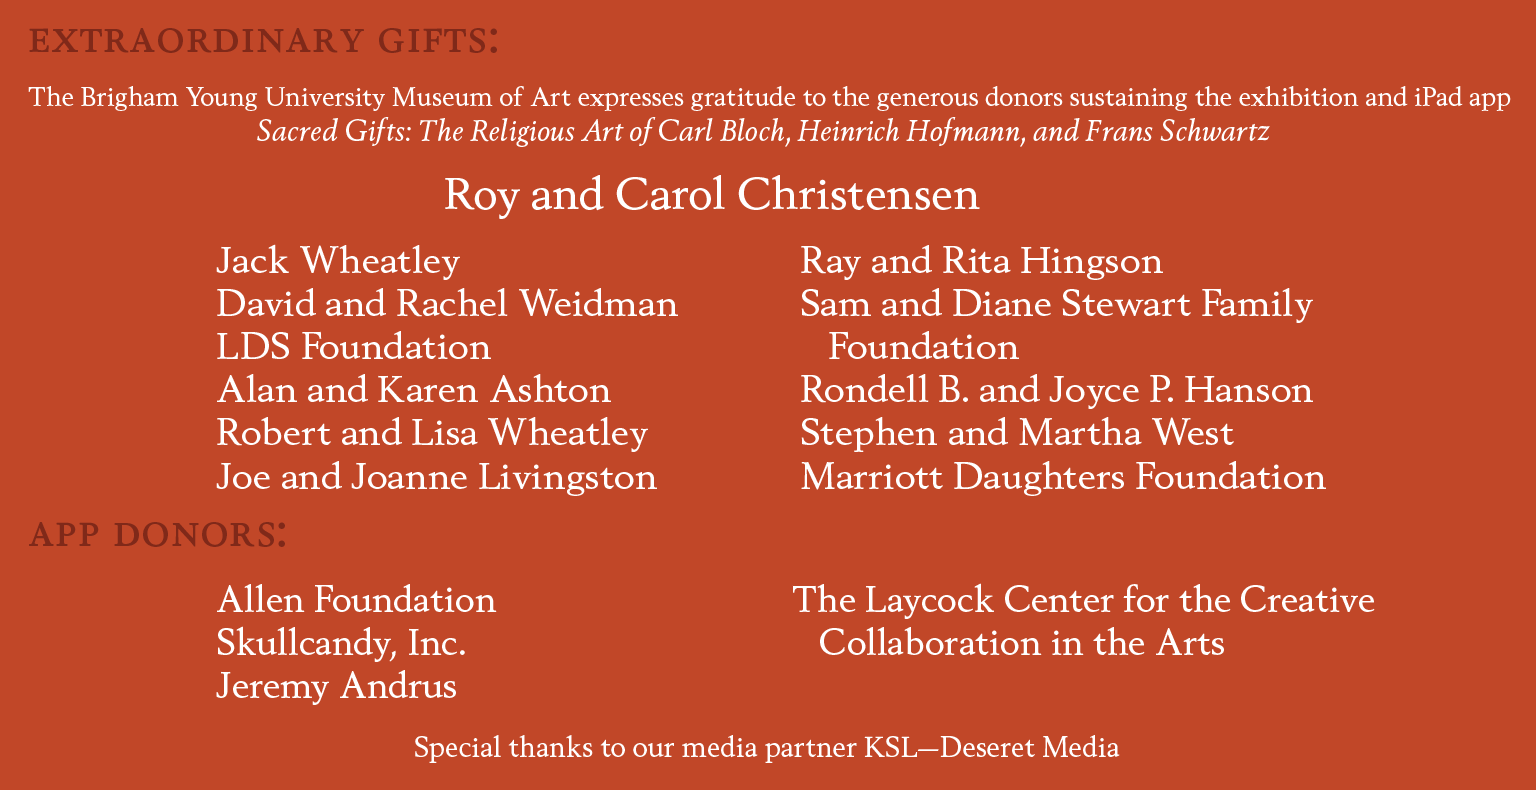 EXTRAORDINARY GIFTS:
The Brigham Young University Museum of Art expresses gratitude to the generous donors sustaining the exhibition and iPad app
Sacred Gifts: The Religious Art of Carl Bloch, Heinrich Hofmann, and Frans Schwartz
Roy and Carol Christensen
Jack Wheatley
David and Rachel Weidman
LDS Foundation
Alan and Karen Ashton
Robert and Lisa Wheatley
Joe and Joanne Livingston
Ray and Rita Hingson
Sam and Diane Stewart Family
Foundation
Rondell B. and Joyce P. Hanson
Stephen and Martha West
Marriott Daughters Foundation
APP DONORS:
Allen Foundation
Skullcandy, Inc.
Jeremy Andrus
The Laycock Center for the Creative
Collaboration in the Arts
Special thanks to our media partner KSL—Deseret Media